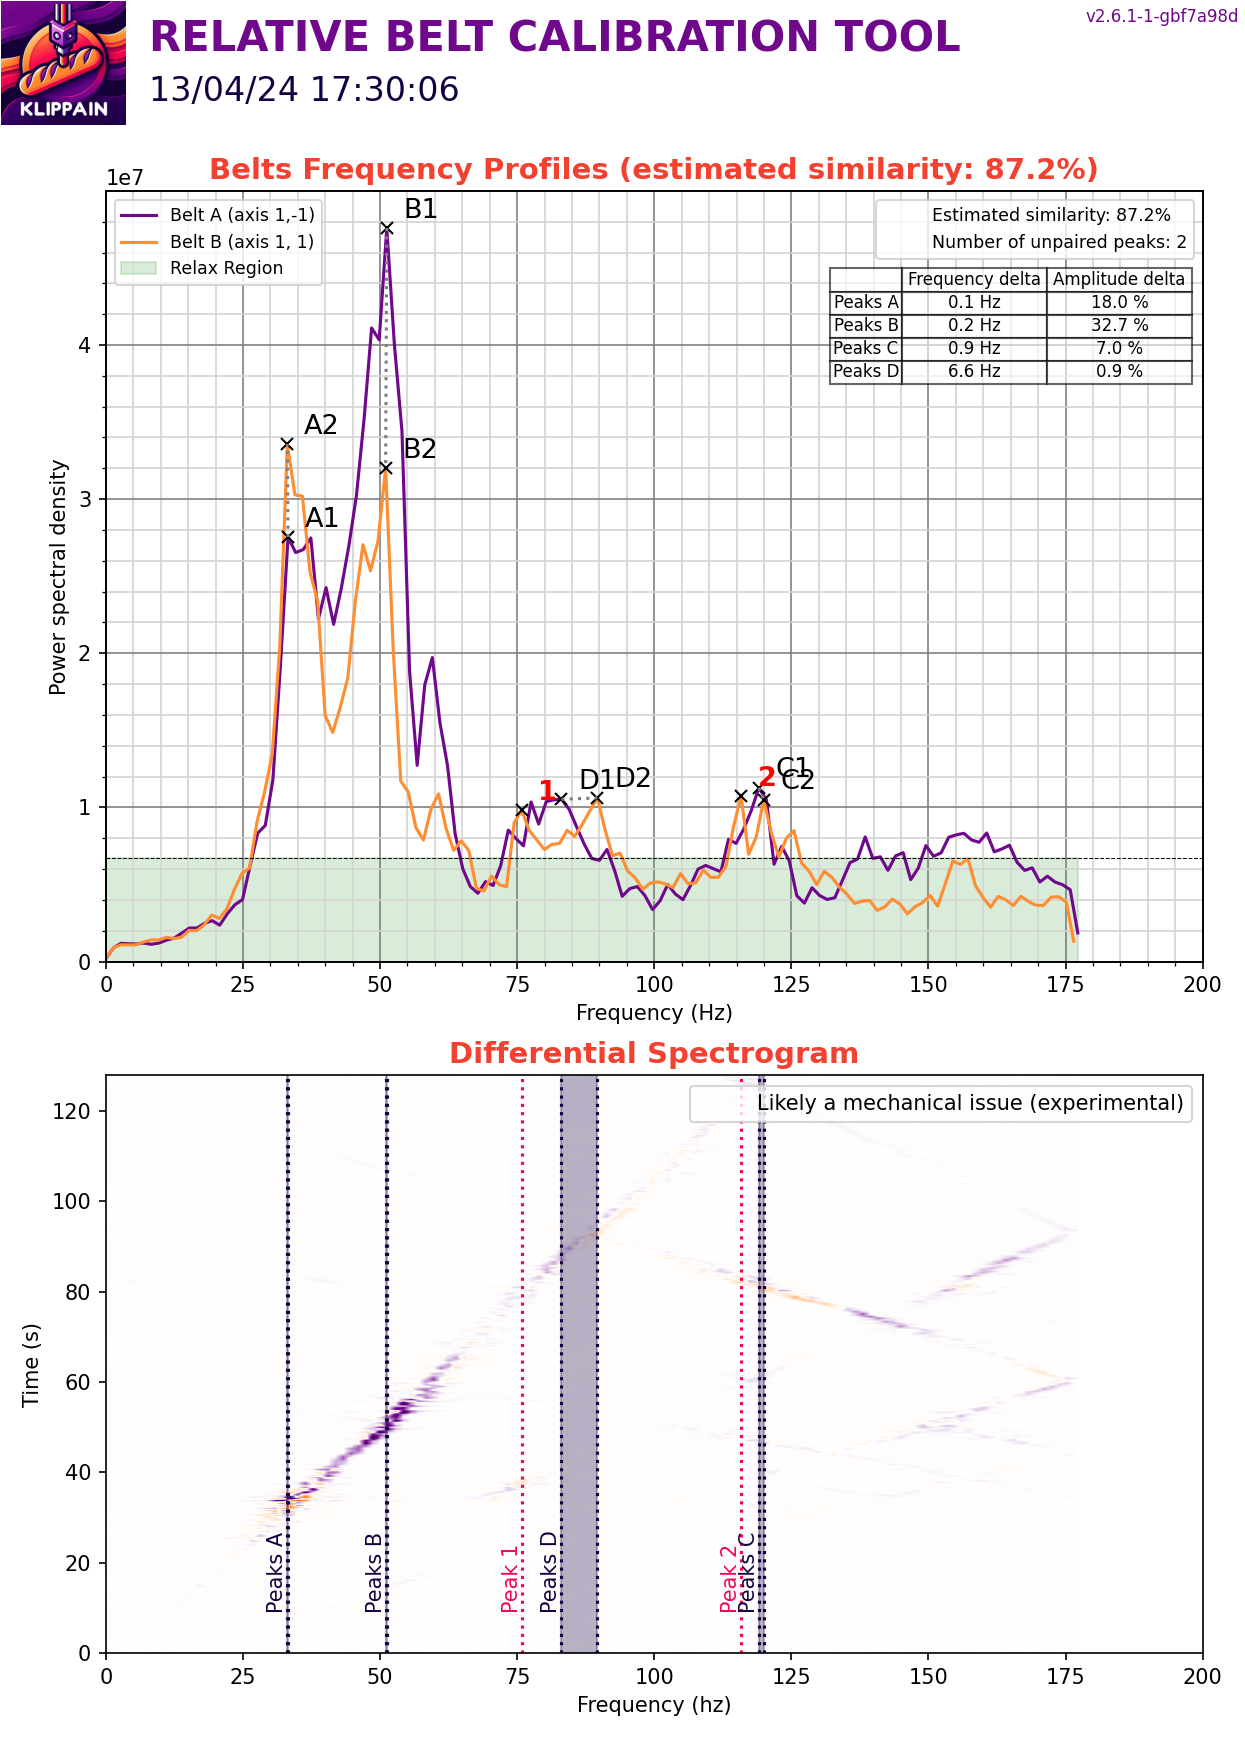 v2.6.1-1-gbf7a98d
RELATIVE BELT CALIBRATION TOOL
13/04/24 17:30:06
KLIPPAIN
Belts Frequency Profiles (estimated similarity: 87.2%)
1e7
Belt A (axis 1,-1)
Belt B (axis 1, 1)
Relax Region
Estimated similarity: 87.2%
Number of unpaired peaks: 2
Frequency delta Amplitude delta
Peaks A 0.1 Hz 18.0 %
Peaks B 0.2 Hz 32.7 %
Peaks C 0.9 Hz 7.0 %
Peaks D 6.6 Hz 0.9 %
B1
A2
B2
A1
1
D1
D2
2
C1
C2
Power spectral density
4
3
2
1
0
0 25 50 75 100 125 150 175 200
Frequency (Hz)
Differential Spectrogram
Likely a mechanical issue (experimental)
Time (s)
120
100
80
60
40
20
0
Peaks A
Peaks B
Peak 1
Peaks D
Peak 2
Peaks C
0 25 50 75 100 125 150 175 200
Frequency (hz)